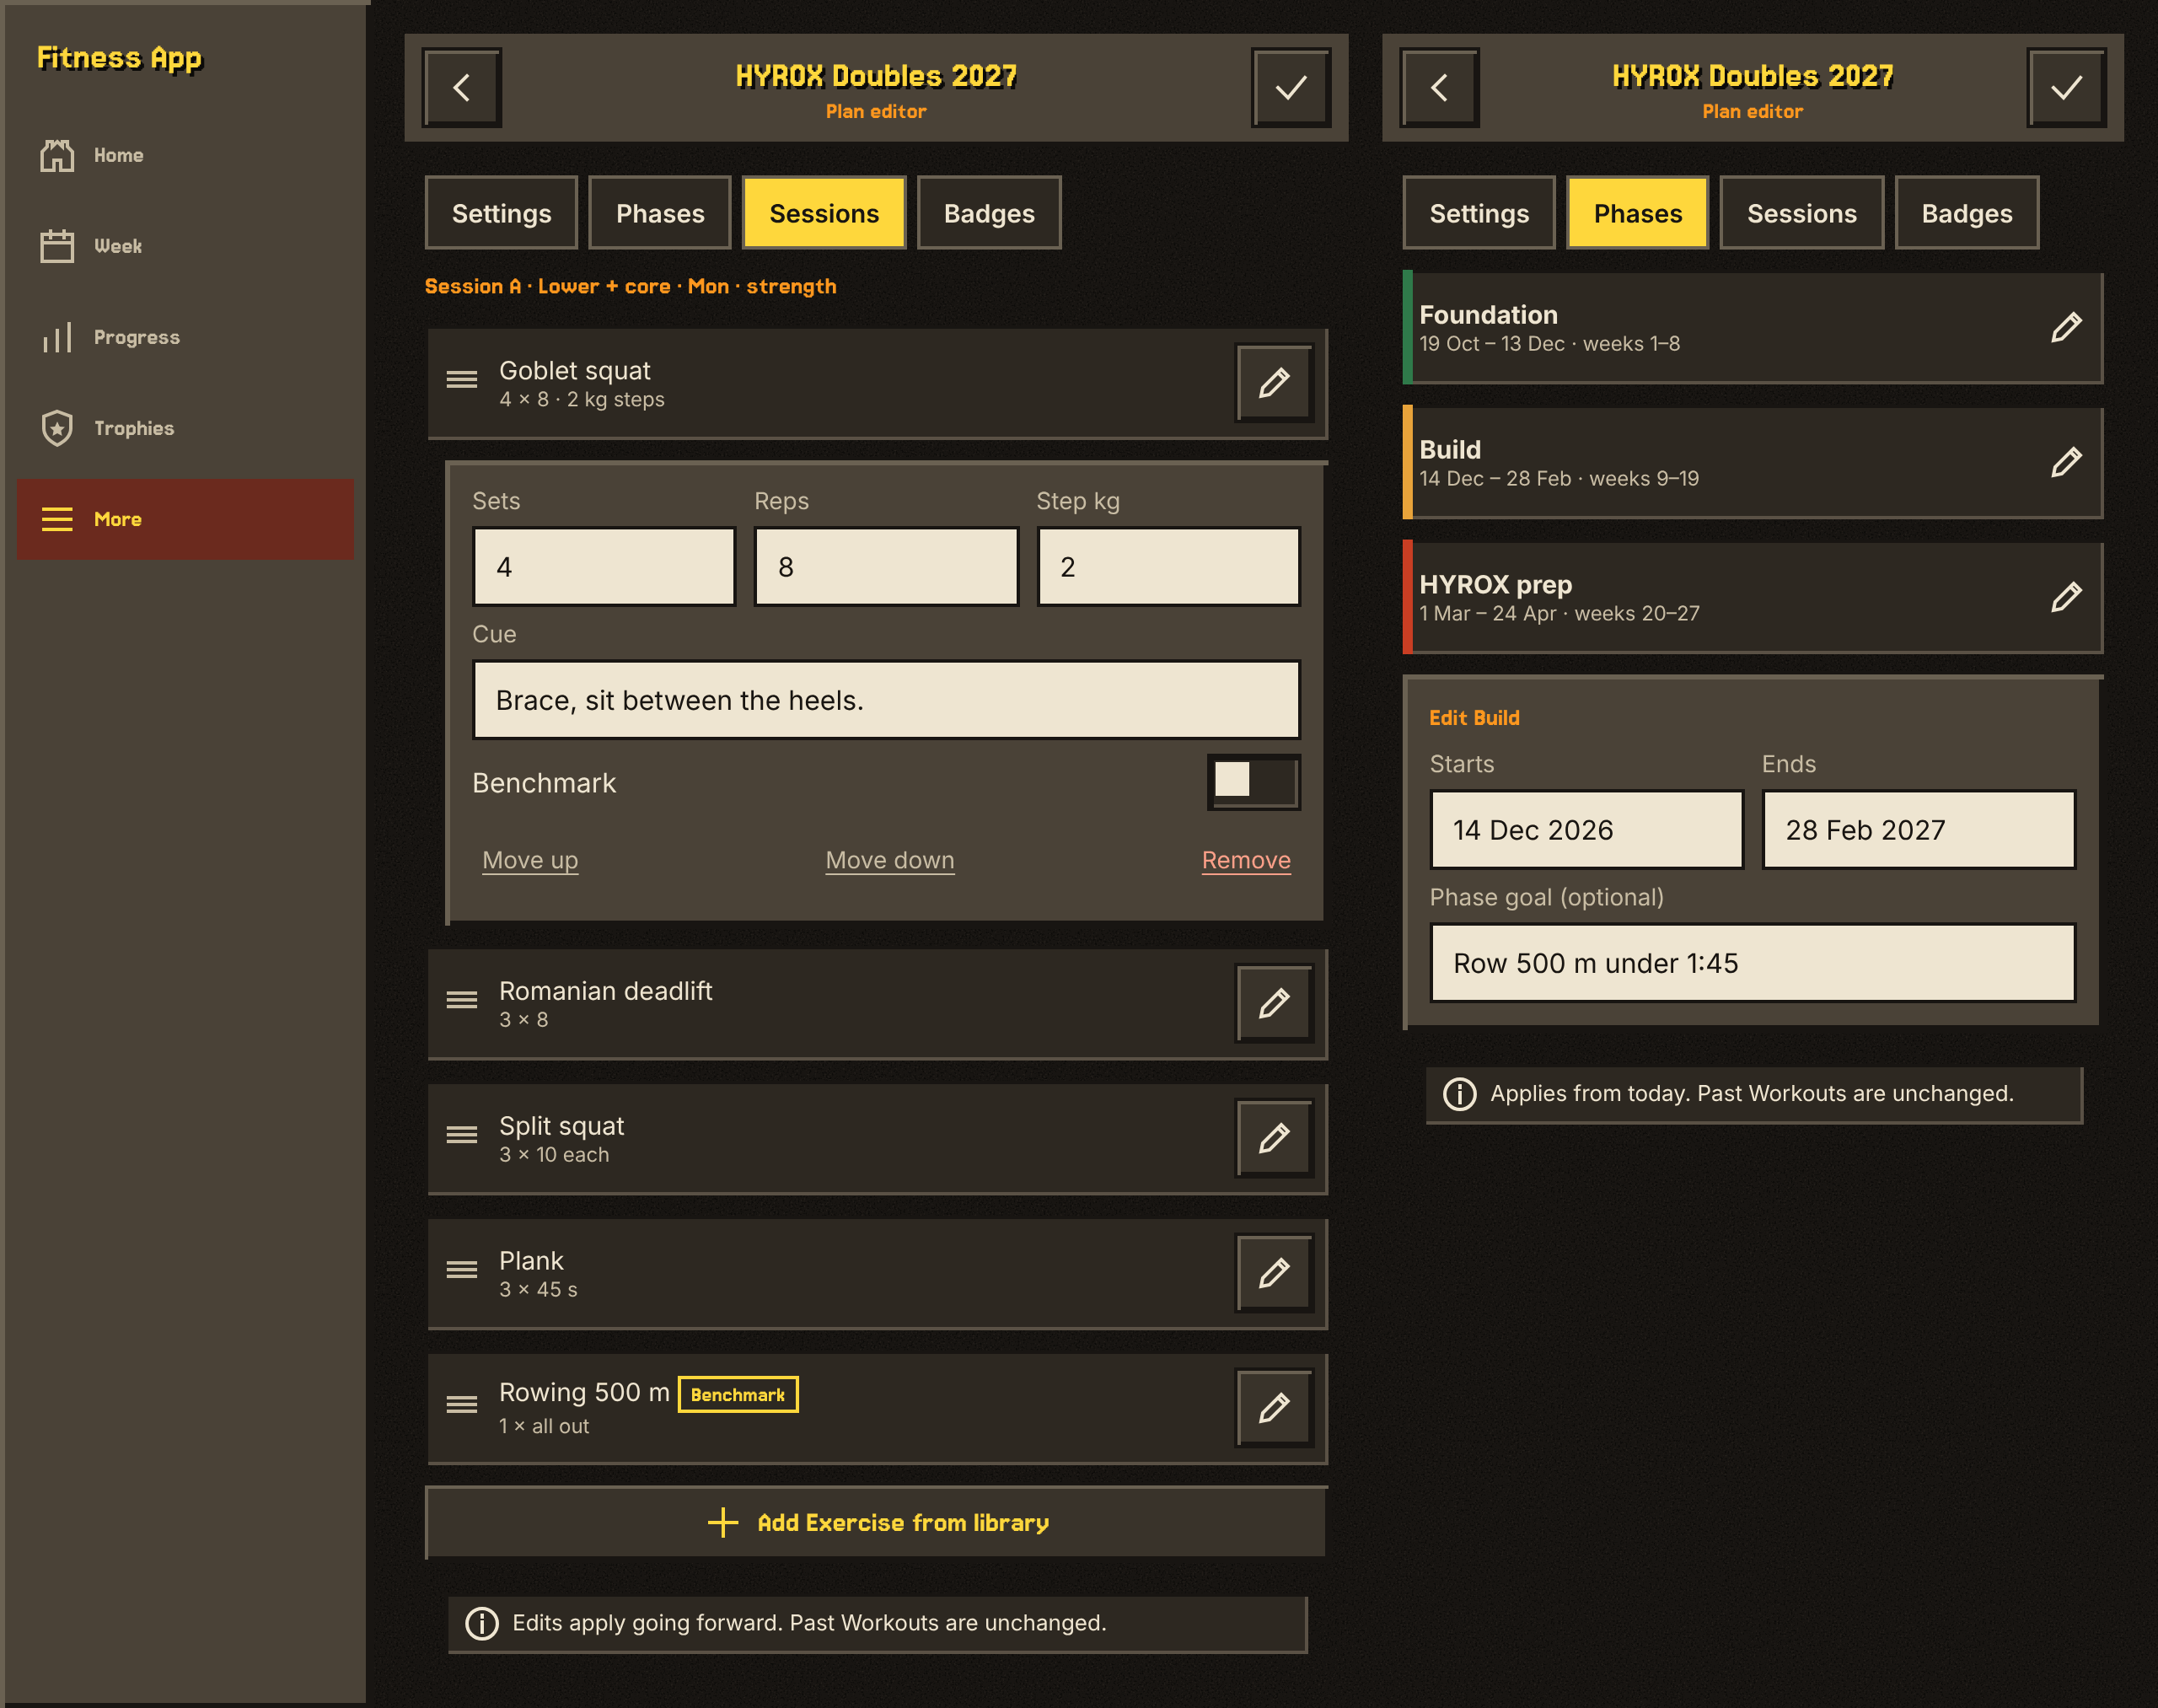 Fitness App
Home
Week
Progress
Trophies
More
HYROX Doubles 2027
Plan editor
Settings
Phases
Sessions
Badges
Session A · Lower + core · Mon · strength
Goblet squat
4 × 8 · 2 kg steps
Sets
Reps
Step kg
4
8
2
Cue
Brace, sit between the heels.
Benchmark
Move up
Move down
Remove
Romanian deadlift
3 × 8
Split squat
3 × 10 each
Plank
3 × 45 s
Rowing 500 m Benchmark
1 × all out
Add Exercise from library
Edits apply going forward. Past Workouts are unchanged.
HYROX Doubles 2027
Plan editor
Settings
Phases
Sessions
Badges
Foundation
19 Oct – 13 Dec · weeks 1–8
Build
14 Dec – 28 Feb · weeks 9–19
HYROX prep
1 Mar – 24 Apr · weeks 20–27
Edit Build
Starts
Ends
14 Dec 2026
28 Feb 2027
Phase goal (optional)
Row 500 m under 1:45
Applies from today. Past Workouts are unchanged.